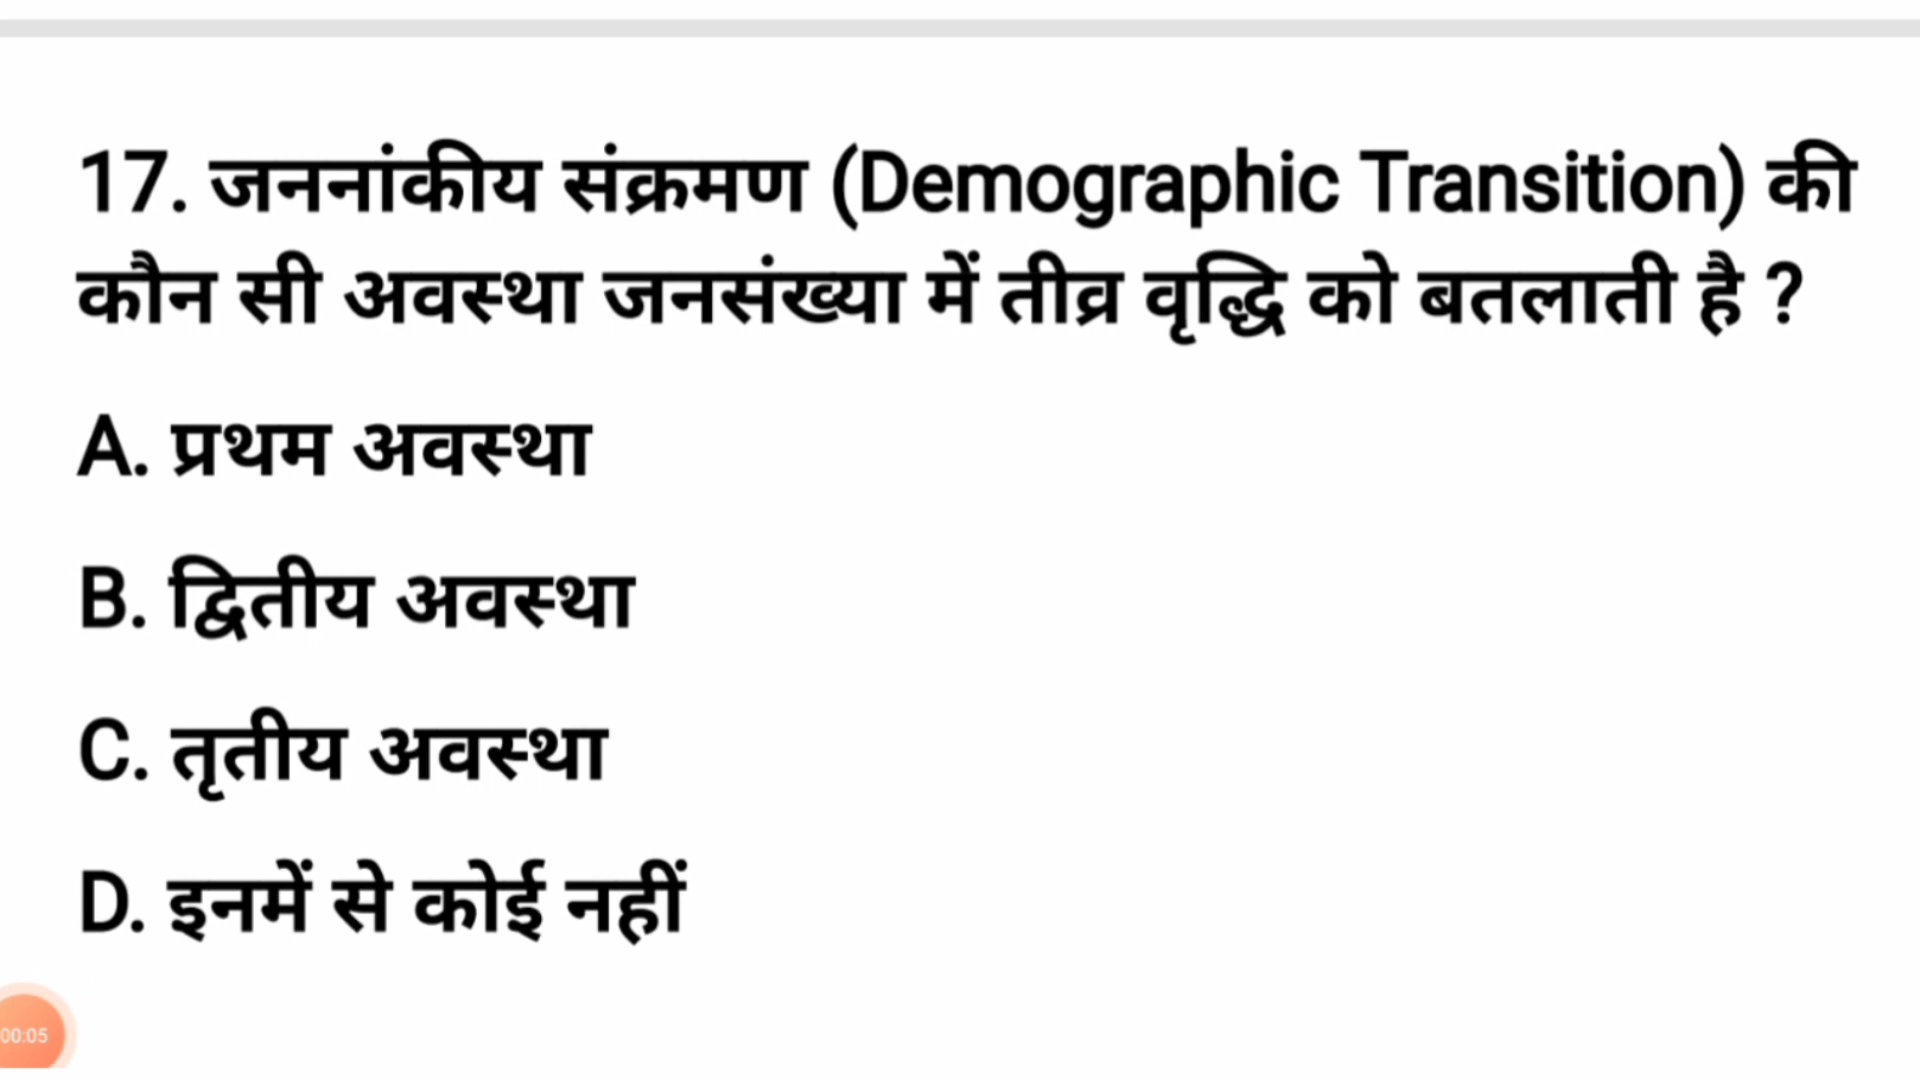 17. जननांकीय संक्रमण (Demographic Transition) की
कौन सी अवस्था जनसंख्या में तीव्र वृद्धि को बतलाती है ?
A. प्रथम अवस्था
B. द्वितीय अवस्था
C. तृतीय अवस्था
D. इनमें से कोई नहीं
00:05